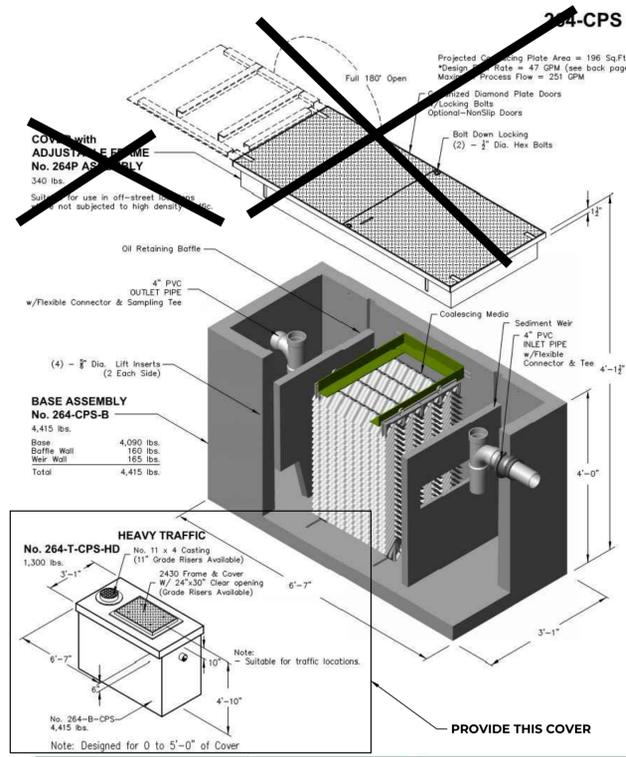 264-CPS
Projected Coalescing Plate Area = 196 Sq.Ft
*Design Rate = 47 GPM (see back page
Maximum Process Flow = 251 GPM
Full 180° Open
Galvanized Diamond Plate Doors
w/Locking Bolts
Optional-NonSlip Doors
Bolt Down Locking
(2) - ½" Dia. Hex Bolts
COVER with
ADJUSTABLE FRAME
No. 264P ASSEMBLY
340 lbs.
Suitable for use in off-street locations
not subjected to high density traffic.
1½"
Oil Retaining Baffle
4" PVC
OUTLET PIPE
w/Flexible Connector & Sampling Tee
Coalescing Media
Sediment Weir
4" PVC
INLET PIPE
w/Flexible
Connector & Tee
(4) - Dia. Lift Inserts
(2 Each Side)
4'-1½"
BASE ASSEMBLY
No. 264-CPS-B
4,415 lbs.
Base 4,090 lbs.
Baffle Wall 160 lbs.
Weir Wall 165 lbs.
Total 4,415 lbs.
4'-0"
6'-7"
3'-1"
HEAVY TRAFFIC
No. 264-T-CPS-HD
1,300 lbs.
No. 11 x 4 Casting
(11" Grade Risers Available)
3'-1"
2430 Frame & Cover
W/ 24"x30" Clear opening
(Grade Risers Available)
Note:
- Suitable for traffic locations.
6'-7"
10"
6"
4'-10"
No. 264-B-CPS
4,415 lbs.
Note: Designed for 0 to 5'-0" of Cover
PROVIDE THIS COVER